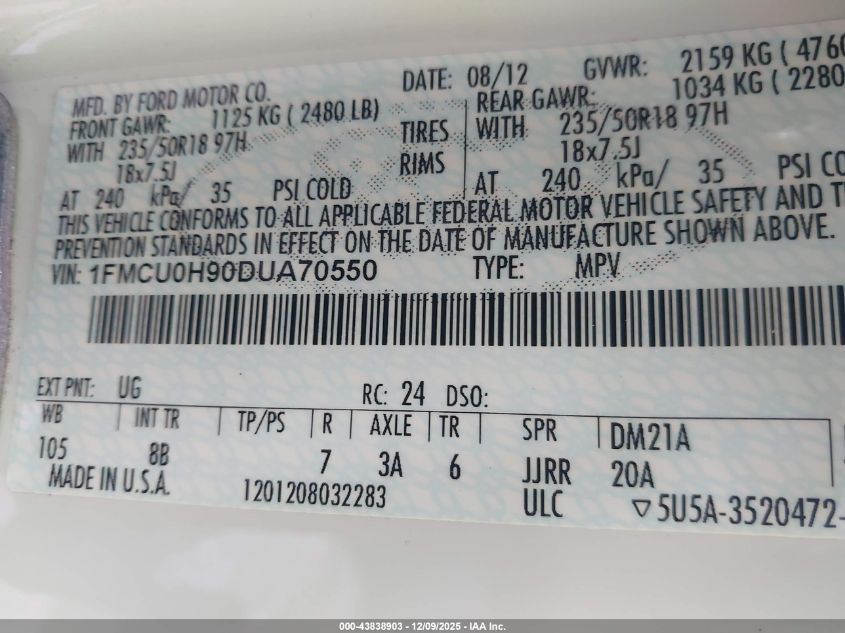 MFD. BY FORD MOTOR CO. DATE: 08/12 GVWR: 2159 KG ( 4760
FRONT GAWR: 1125 KG ( 2480 LB) REAR GAWR: 1034 KG ( 2280
WITH 235/50R18 97H TIRES WITH 235/50R18 97H
18x7.5J RIMS 18x7.5J
AT 240 kPa/ 35 PSI COLD AT 240 kPa/ 35 PSI CO
THIS VEHICLE CONFORMS TO ALL APPLICABLE FEDERAL MOTOR VEHICLE SAFETY AND T
PREVENTION STANDARDS IN EFFECT ON THE DATE OF MANUFACTURE SHOWN ABOVE.
VIN: 1FMCU0H90DUA70550 TYPE: MPV
EXT PNT: UG RC: 24 DSO:
WB INT TR TP/PS R AXLE TR SPR DM21A
105 8B 7 3A 6 JJRR 20A
MADE IN U.S.A. 1201208032283 ULC ▽5U5A-3520472-
000-43838903 - 12/09/2025 - IAA Inc.